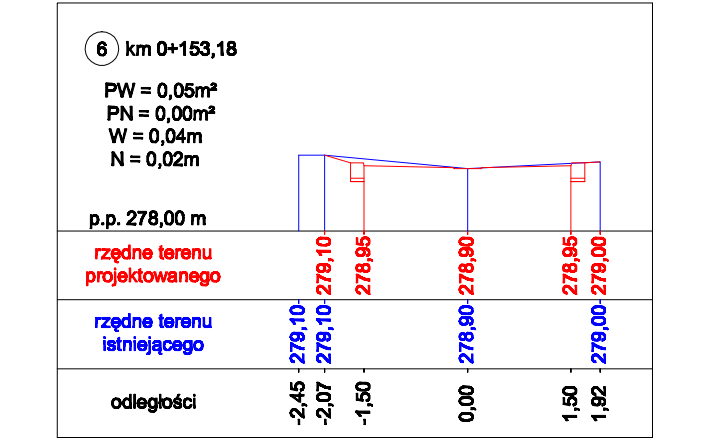 6 km 0+153,18
PW = 0,05m²
PN = 0,00m²
W = 0,04m
N = 0,02m
p.p. 278,00 m
rzędne terenu
projektowanego
279,10 278,95 278,90 278,95 279,00
rzędne terenu
istniejącego
279,10 279,10 278,90 279,00
odległości
-2,45 -2,07 -1,50 0,00 1,50 1,92